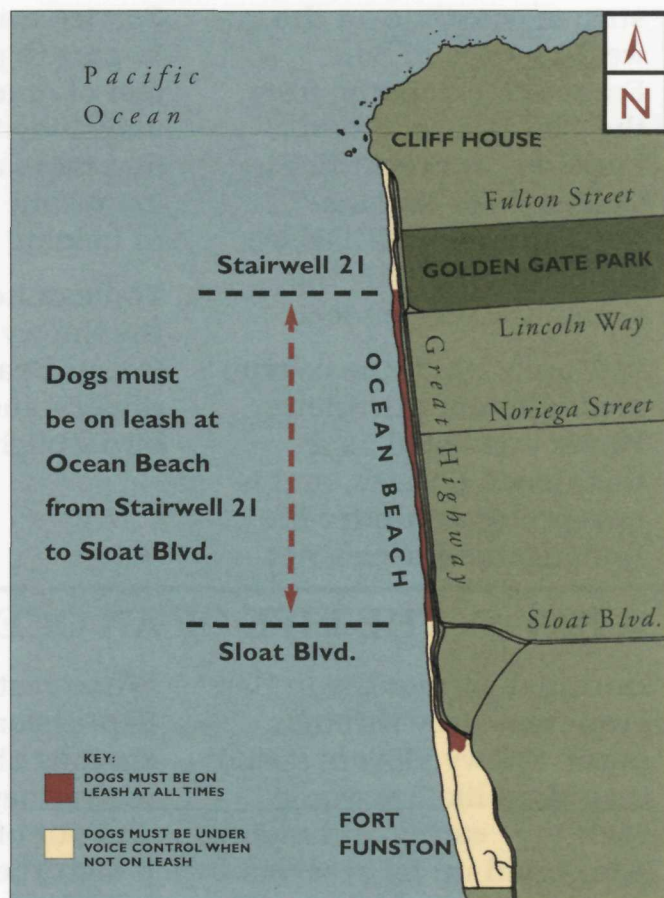 Pacific
Ocean
N
CLIFF HOUSE
Fulton Street
Stairwell 21
GOLDEN GATE PARK
Lincoln Way
Dogs must
be on leash at
Ocean Beach
from Stairwell 21
to Sloat Blvd.
OCEAN BEACH
Great Highway
Noriega Street
Sloat Blvd.
Sloat Blvd.
KEY:
DOGS MUST BE ON
LEASH AT ALL TIMES
DOGS MUST BE UNDER
VOICE CONTROL WHEN
NOT ON LEASH
FORT
FUNSTON